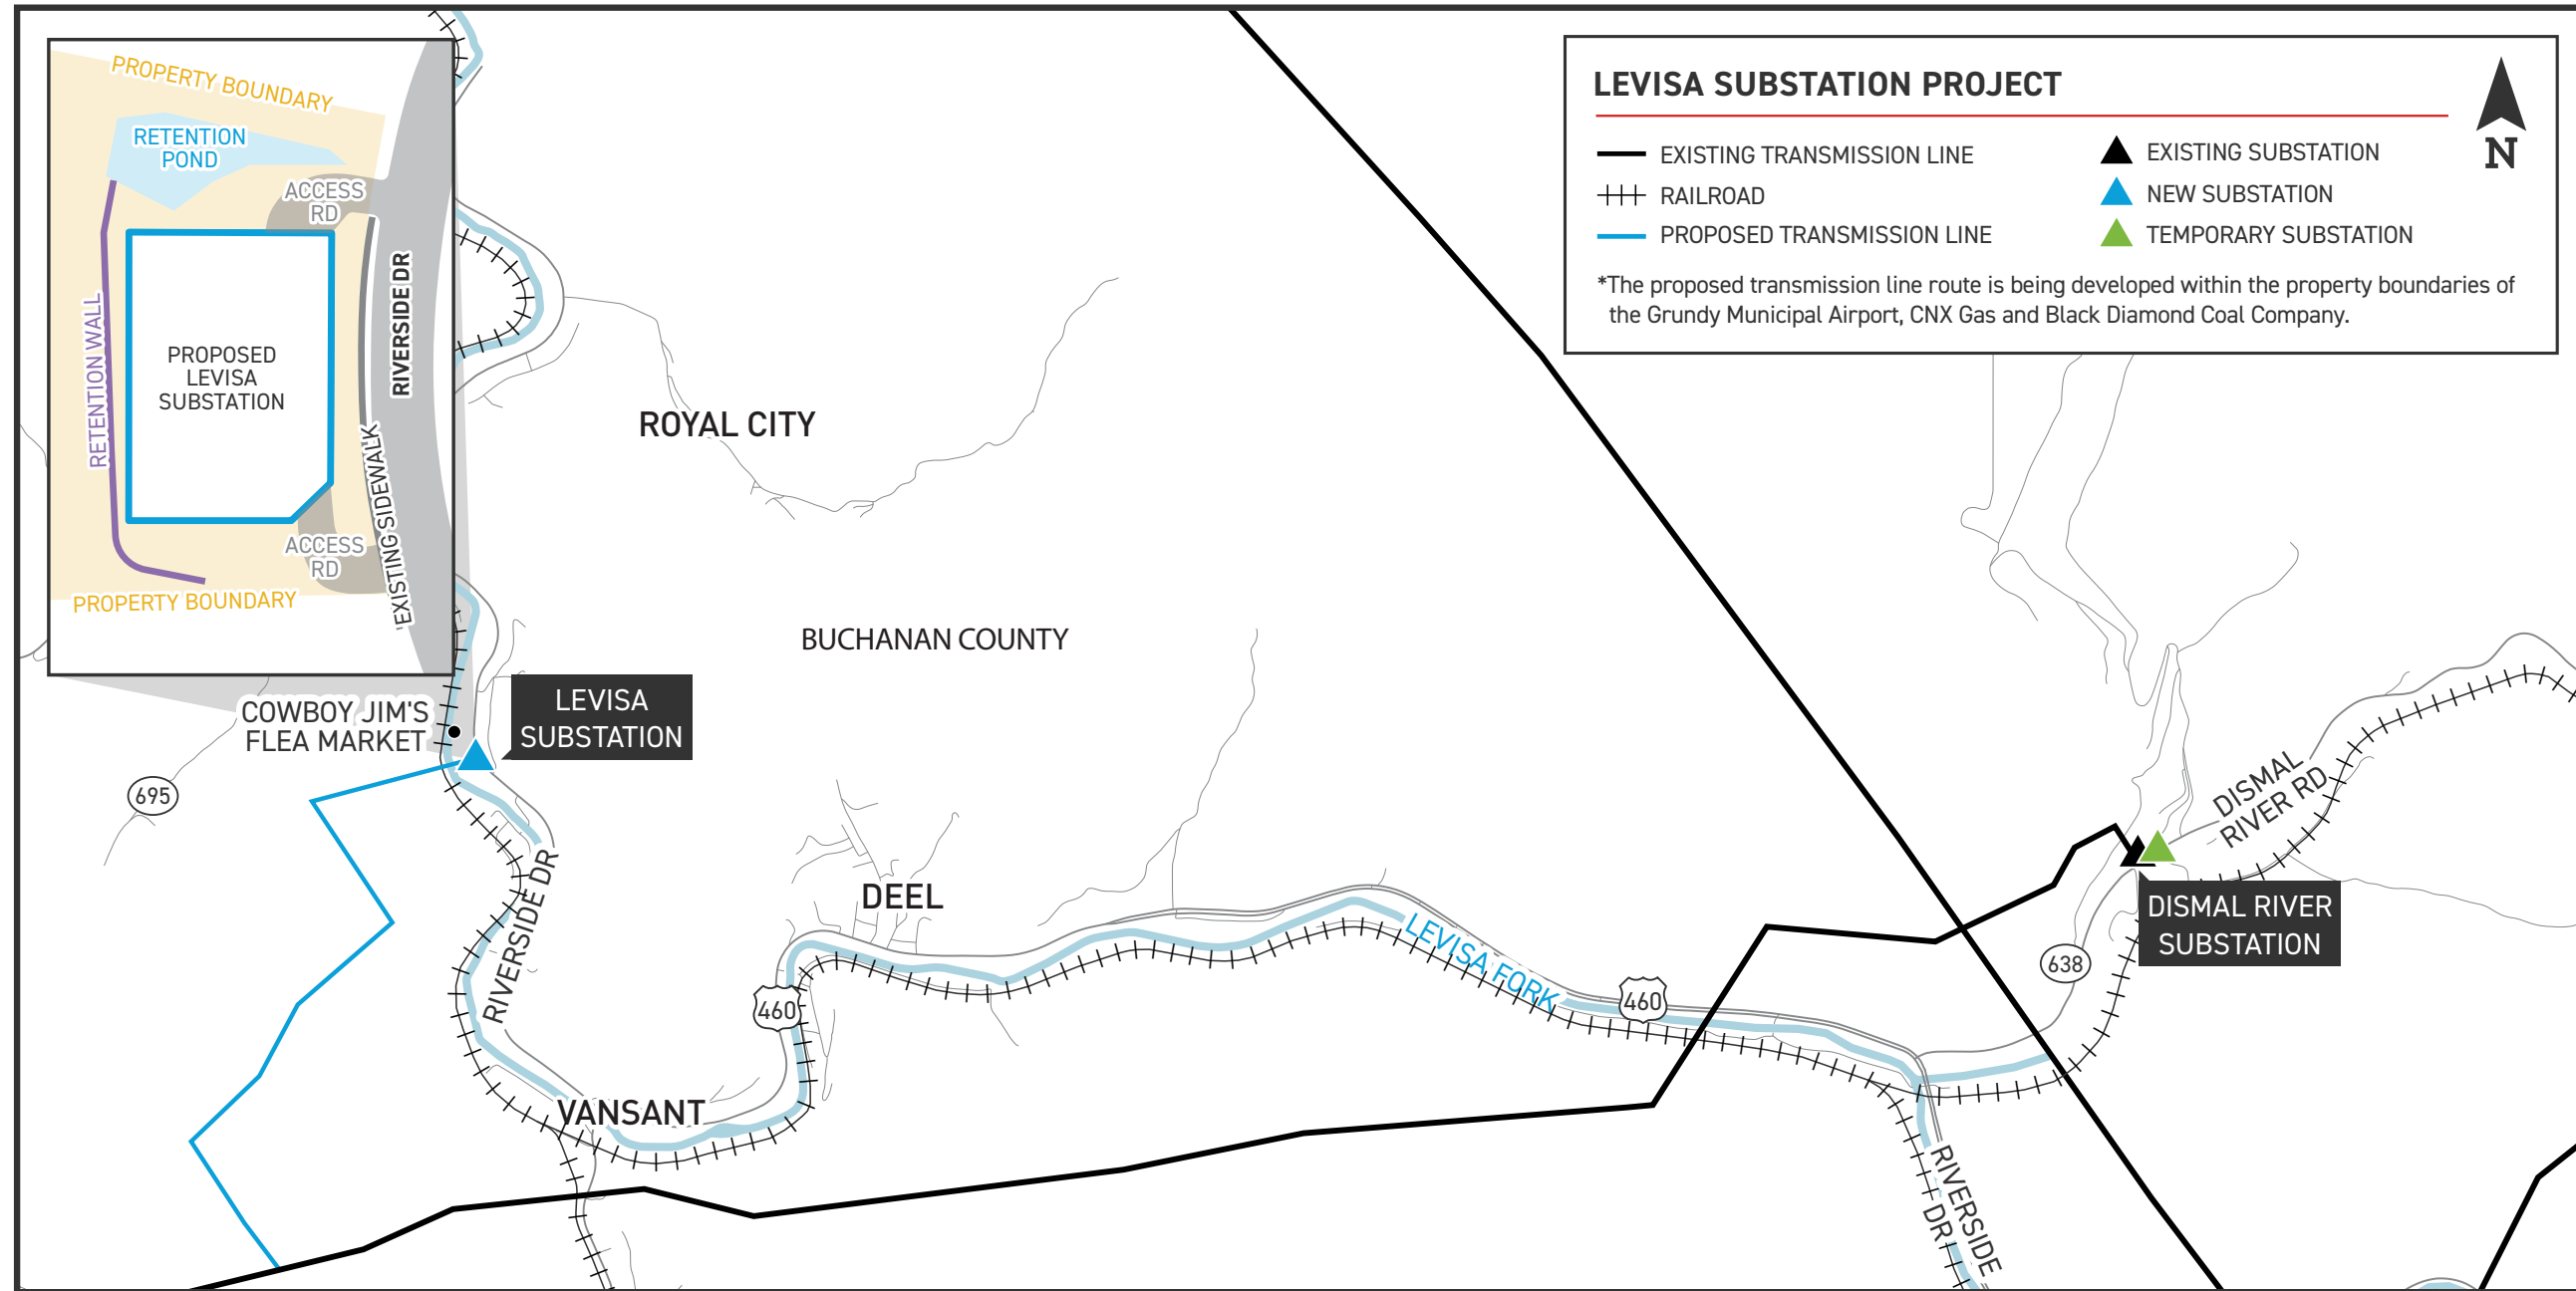 PROPERTY BOUNDARY
RETENTION
POND
ACCESS
RD
RIVERSIDE DR
RETENTION WALL
PROPOSED
LEVISA
SUBSTATION
EXISTING SIDEWALK
ACCESS
RD
PROPERTY BOUNDARY
LEVISA SUBSTATION PROJECT
N
EXISTING TRANSMISSION LINE
RAILROAD
PROPOSED TRANSMISSION LINE
EXISTING SUBSTATION
NEW SUBSTATION
TEMPORARY SUBSTATION
*The proposed transmission line route is being developed within the property boundaries of
the Grundy Municipal Airport, CNX Gas and Black Diamond Coal Company.
ROYAL CITY
BUCHANAN COUNTY
COWBOY JIM'S
FLEA MARKET
LEVISA
SUBSTATION
695
RIVERSIDE DR
DEEL
460
VANSANT
LEVISA FORK
460
DISMAL
RIVER RD
DISMAL RIVER
SUBSTATION
638
RIVERSIDE
DR